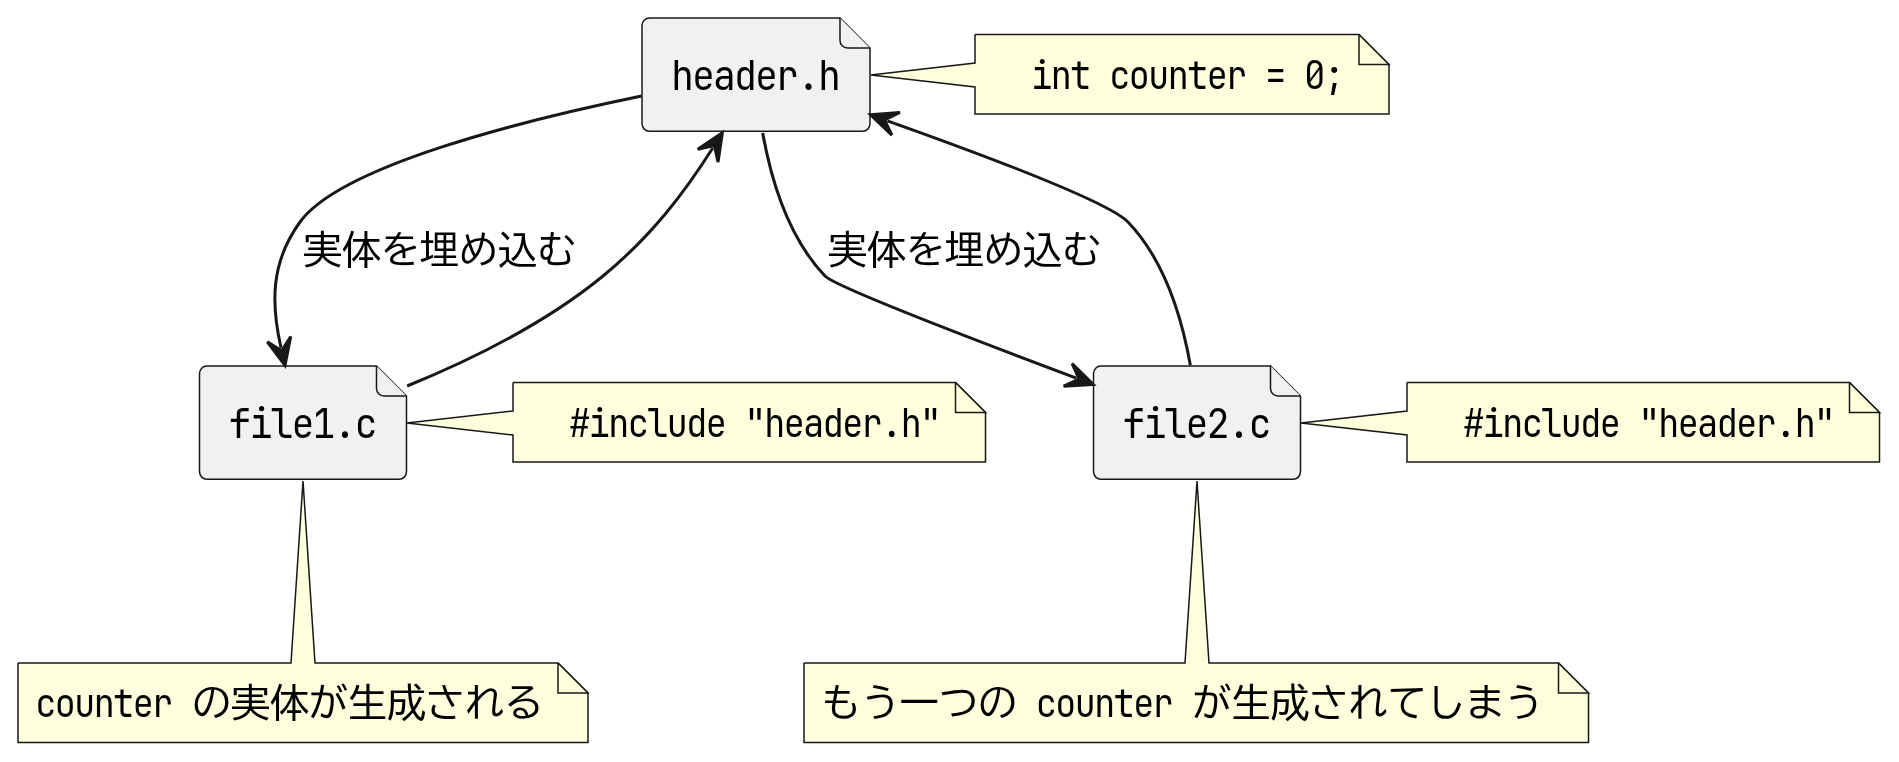 header.h
int counter = 0;
実体を埋め込む
実体を埋め込む
file1.c
#include "header.h"
file2.c
#include "header.h"
counter の実体が生成される
もう一つの counter が生成されてしまう